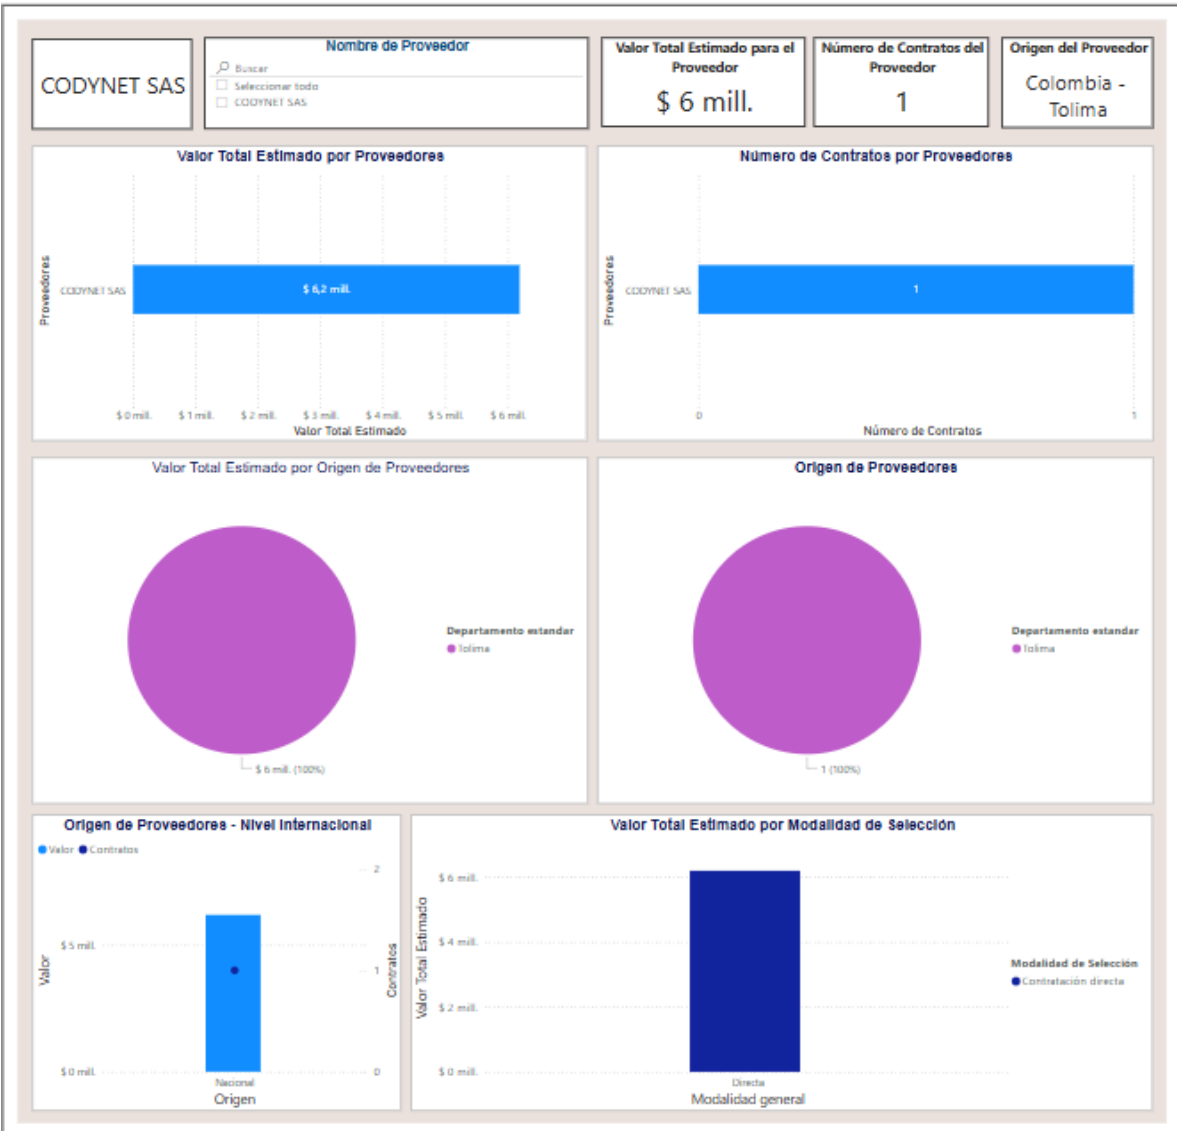 CODYNET SAS
Nombre de Proveedor
Buscar
Seleccionar todo
CODYNET SAS
Valor Total Estimado para el
Proveedor
$ 6 mill.
Número de Contratos del
Proveedor
1
Origen del Proveedor
Colombia -
Tolima
Valor Total Estimado por Proveedores
Proveedores
CODYNET SAS
$ 6,2 mill.
$ 0 mill.
$ 1 mill.
$ 2 mill.
$ 3 mill.
$ 4 mill.
$ 5 mill.
$ 6 mill.
Valor Total Estimado
Número de Contratos por Proveedores
Proveedores
CODYNET SAS
1
0
1
Número de Contratos
Valor Total Estimado por Origen de Proveedores
Departamento estandar
Tolima
$ 6 mill. (100%)
Origen de Proveedores
Departamento estandar
Tolima
1 (100%)
Origen de Proveedores - Nivel Internacional
Valor Contratos
2
$ 5 mill.
1
$ 0 mill.
0
Valor
Contratos
Nacional
Origen
Valor Total Estimado por Modalidad de Selección
Valor Total Estimado
$ 6 mill.
$ 4 mill.
$ 2 mill.
$ 0 mill.
Directa
Modalidad general
Modalidad de Selección
Contratación directa